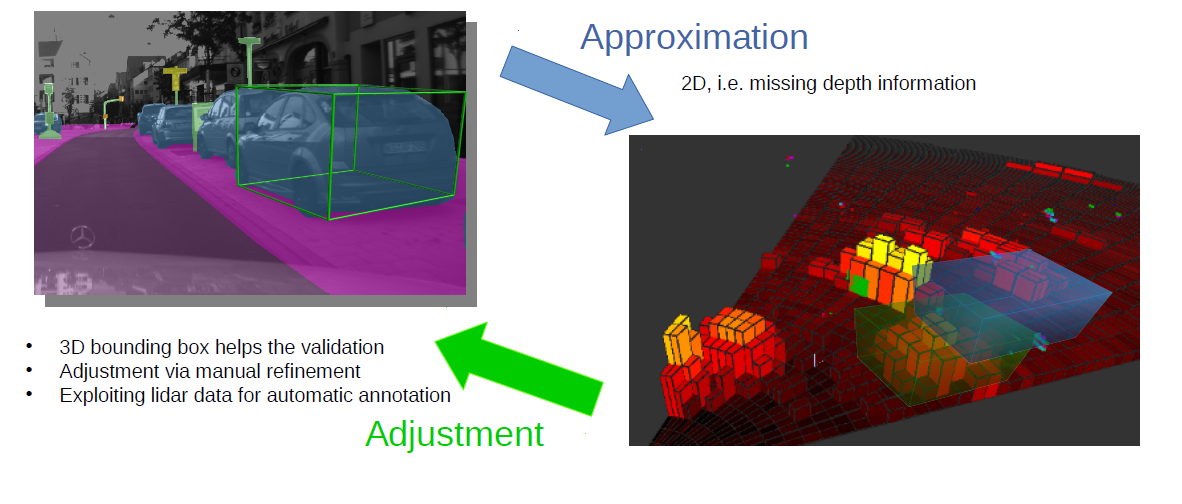 Approximation
2D, i.e. missing depth information
• 3D bounding box helps the validation
• Adjustment via manual refinement
• Exploiting lidar data for automatic annotation
Adjustment